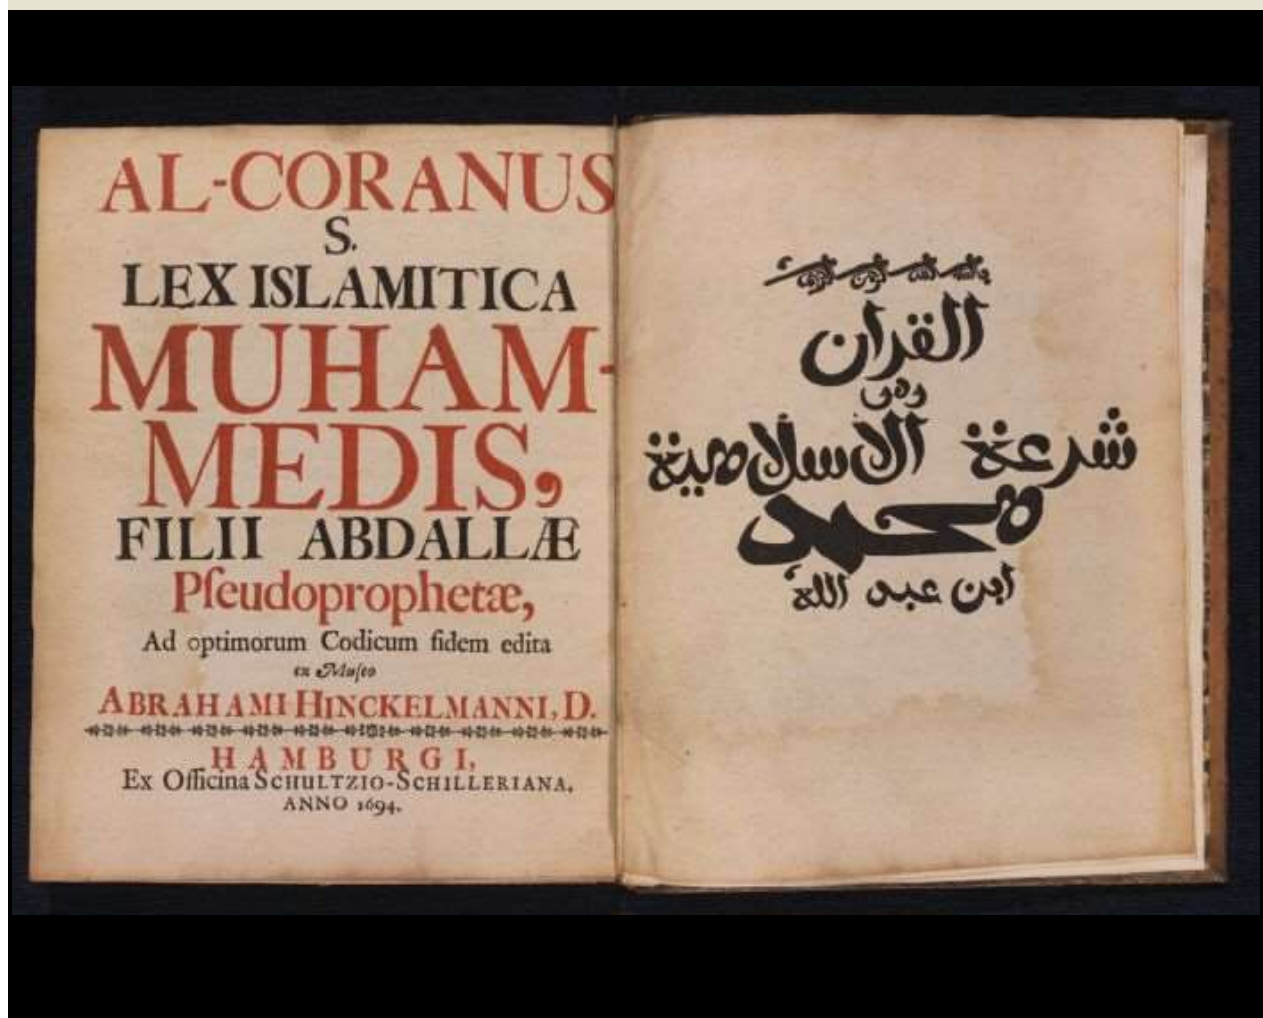 AL-CORANUS
S.
LEX ISLAMITICA
MUHAM-
MEDIS,
FILII ABDALLÆ
Pſeudoprophetæ,
Ad optimorum Codicum fidem edita
ex Muſeo
ABRAHAMI HINCKELMANNI, D.
HAMBURGI,
Ex Officina SCHULTZIO-SCHILLERIANA,
ANNO 1694.
القران
وهو
شرعة الاسلامية
محمد
ابن عبد الله